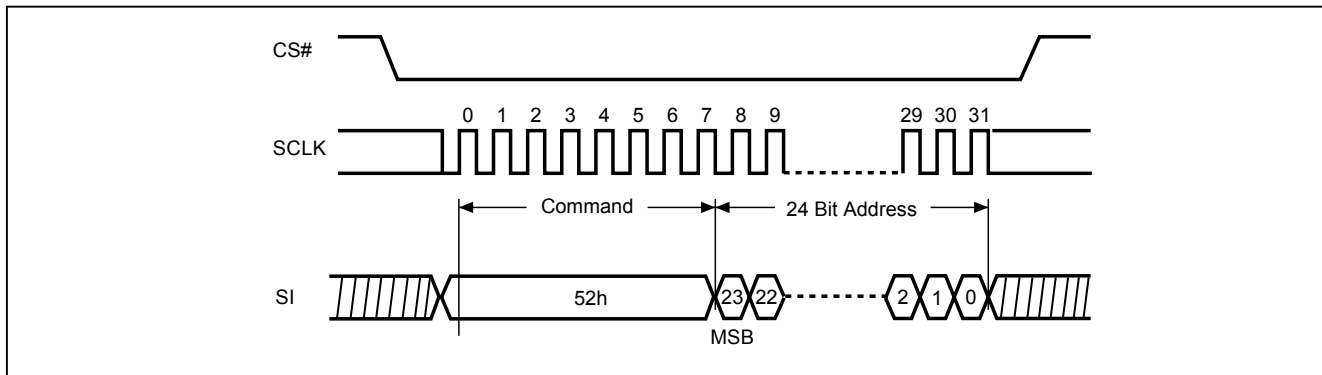 CS#
0 1 2 3 4 5 6 7 8 9 29 30 31
SCLK
Command 24 Bit Address
SI 52h 23 22 2 1 0
MSB